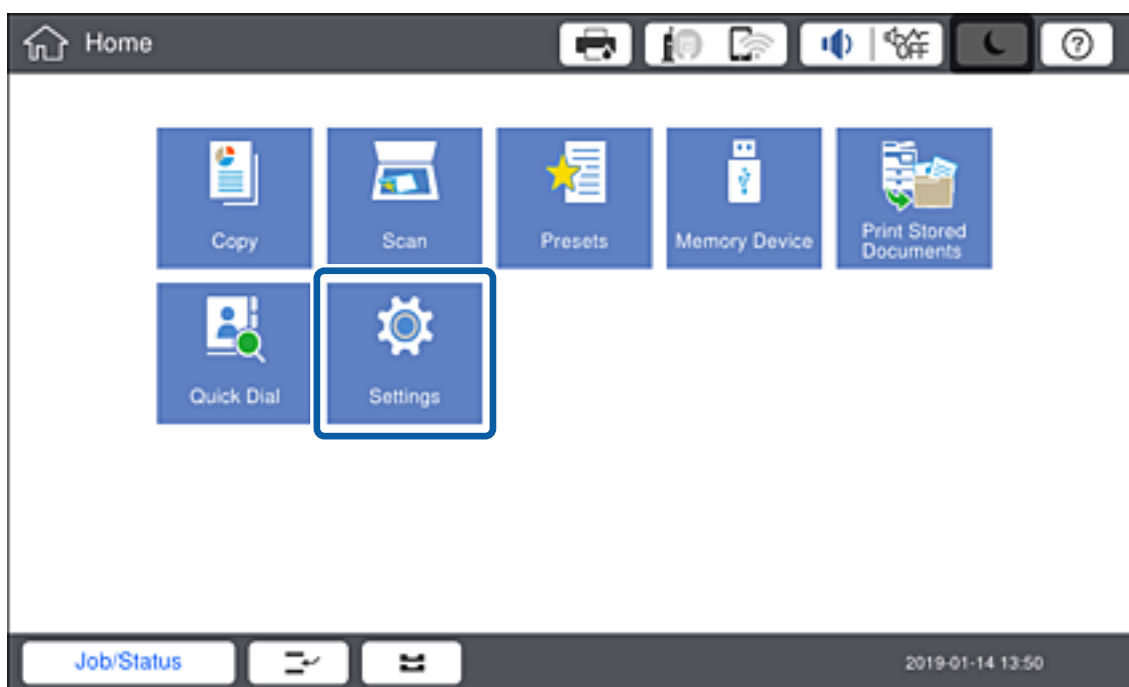 Home
OFF
?
Copy
Scan
Presets
Memory Device
Print Stored
Documents
Quick Dial
Settings
Job/Status
2019-01-14 13:50